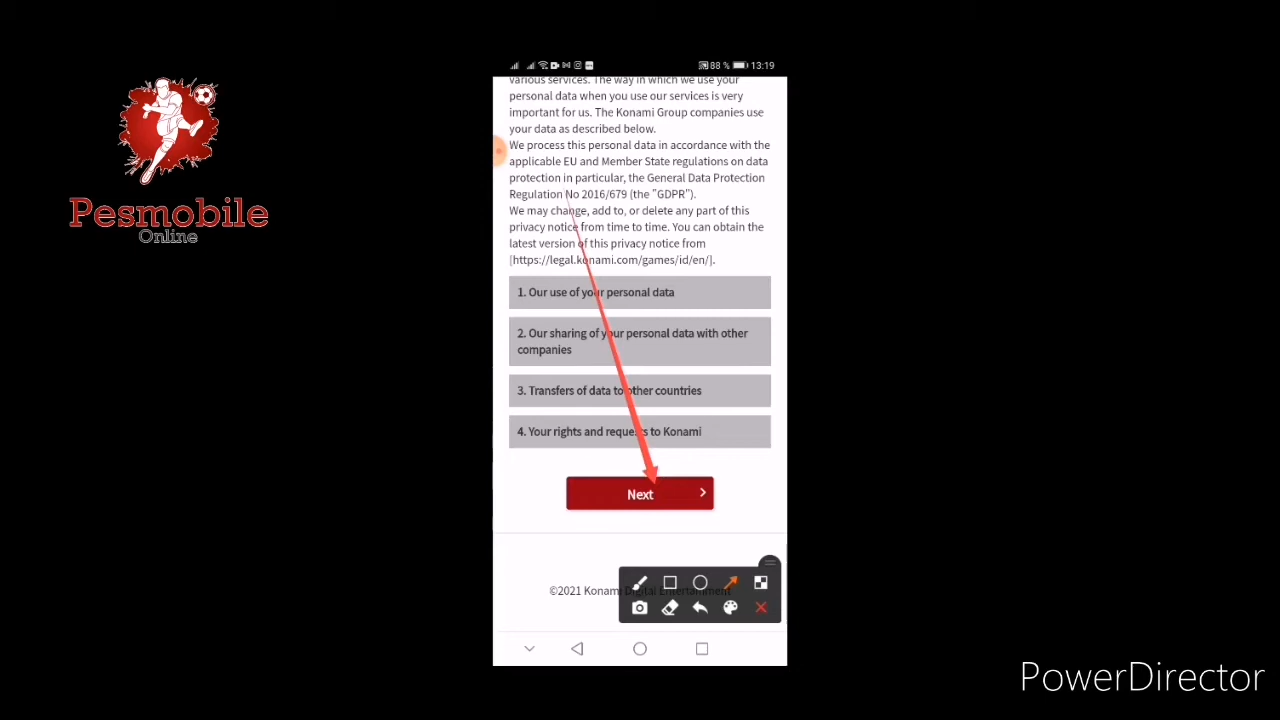 Pesmobile
Online
88 % 13:19
various services. The way in which we use your
personal data when you use our services is very
important for us. The Konami Group companies use
your data as described below.
We process this personal data in accordance with the
applicable EU and Member State regulations on data
protection in particular, the General Data Protection
Regulation No 2016/679 (the "GDPR").
We may change, add to, or delete any part of this
privacy notice from time to time. You can obtain the
latest version of this privacy notice from
[https://legal.konami.com/games/id/en/].
1. Our use of your personal data
2. Our sharing of your personal data with other
companies
3. Transfers of data to other countries
4. Your rights and requests to Konami
Next
©2021 Konami Digital Entertainment
PowerDirector